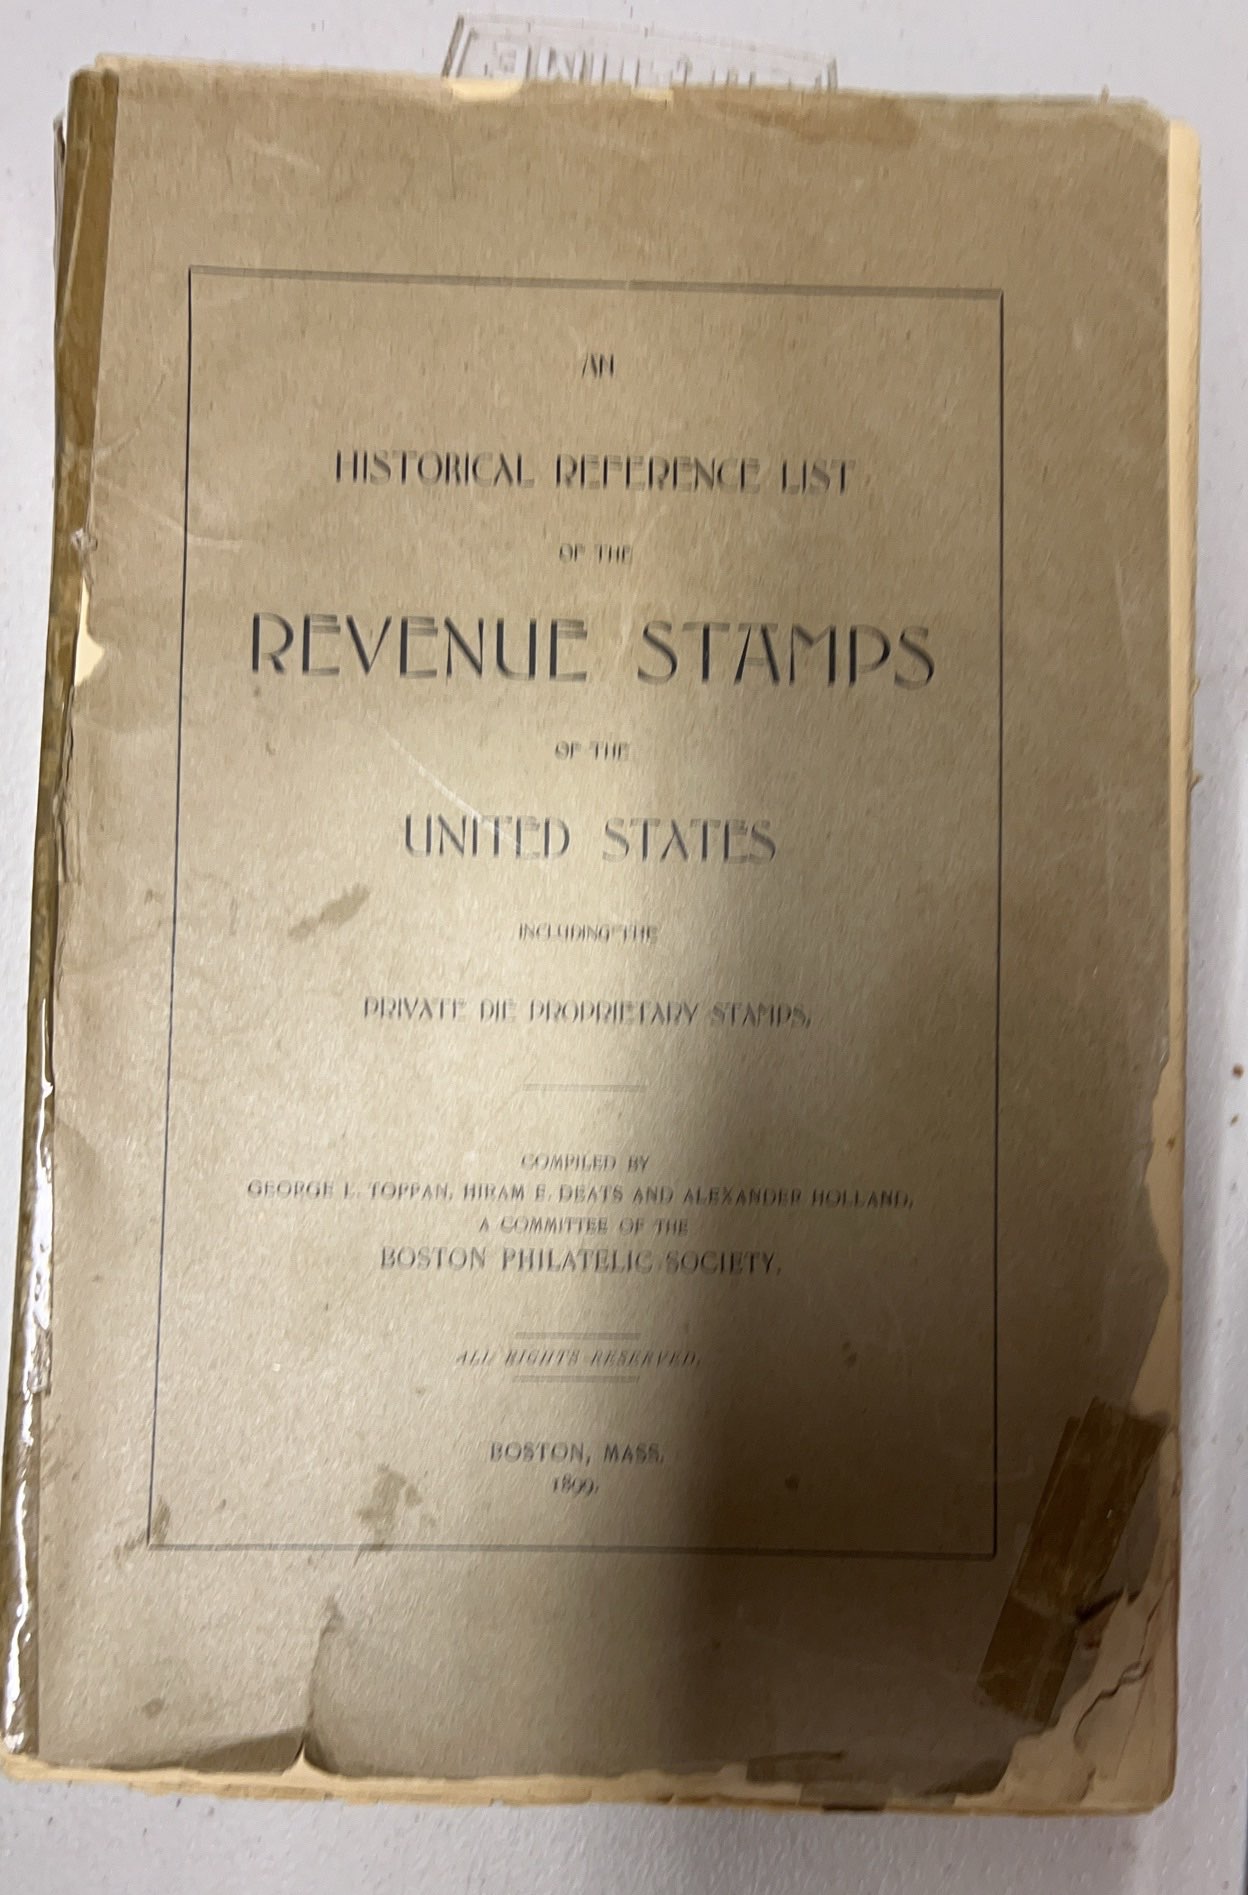 AN
HISTORICAL REFERENCE LIST
OF THE
REVENUE STAMPS
OF THE
UNITED STATES
INCLUDING THE
PRIVATE DIE PROPRIETARY STAMPS,
COMPILED BY
GEORGE L. TOPPAN, HIRAM E. DEATS AND ALEXANDER HOLLAND,
A COMMITTEE OF THE
BOSTON PHILATELIC SOCIETY.
ALL RIGHTS RESERVED.
BOSTON, MASS.
1899.